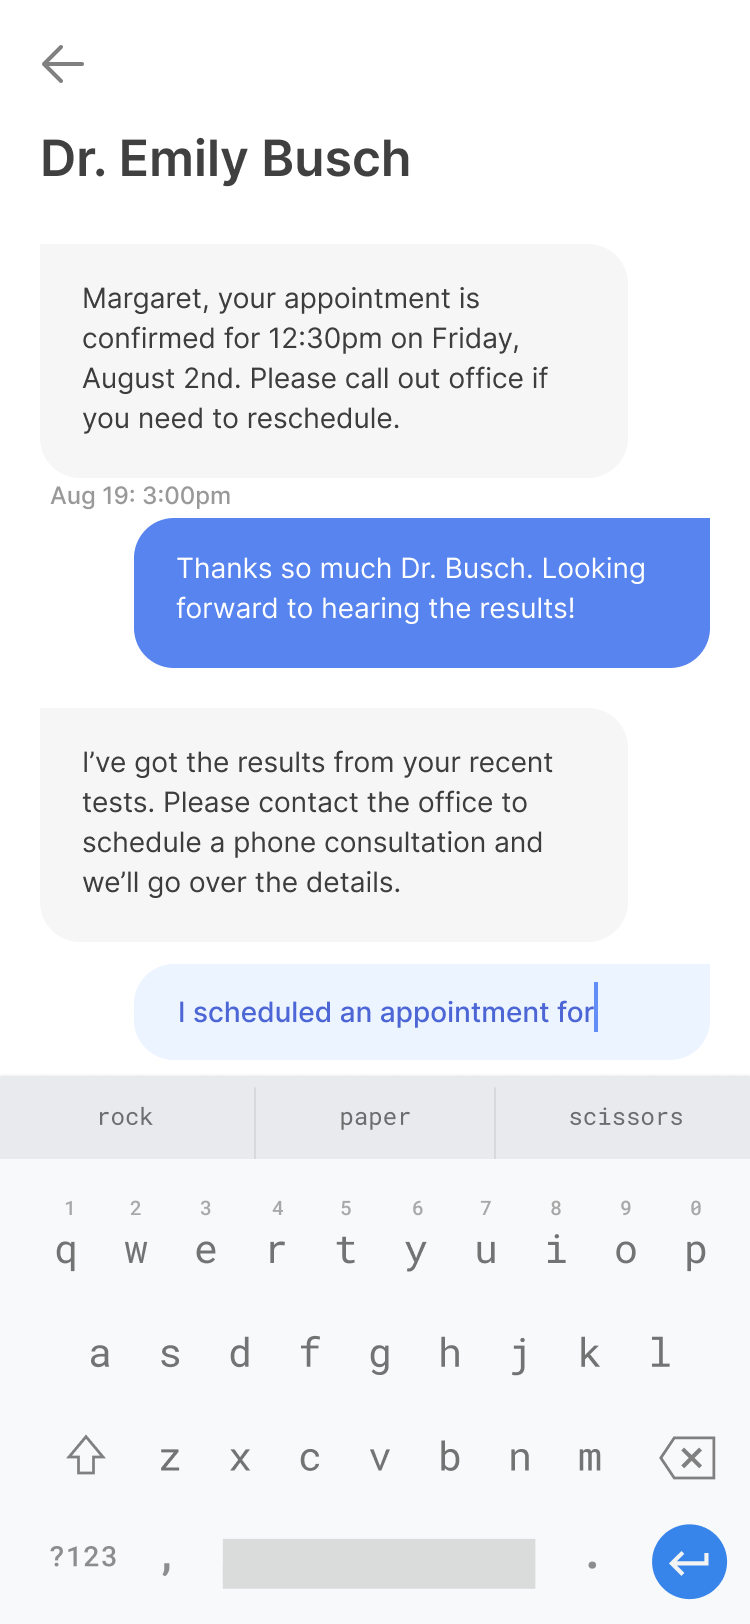 Dr. Emily Busch
Margaret, your appointment is
confirmed for 12:30pm on Friday,
August 2nd. Please call out office if
you need to reschedule.
Aug 19: 3:00pm
Thanks so much Dr. Busch. Looking
forward to hearing the results!
I’ve got the results from your recent
tests. Please contact the office to
schedule a phone consultation and
we’ll go over the details.
I scheduled an appointment for
rock paper scissors
1 2 3 4 5 6 7 8 9 0
q w e r t y u i o p
a s d f g h j k l
z x c v b n m
?123 , .